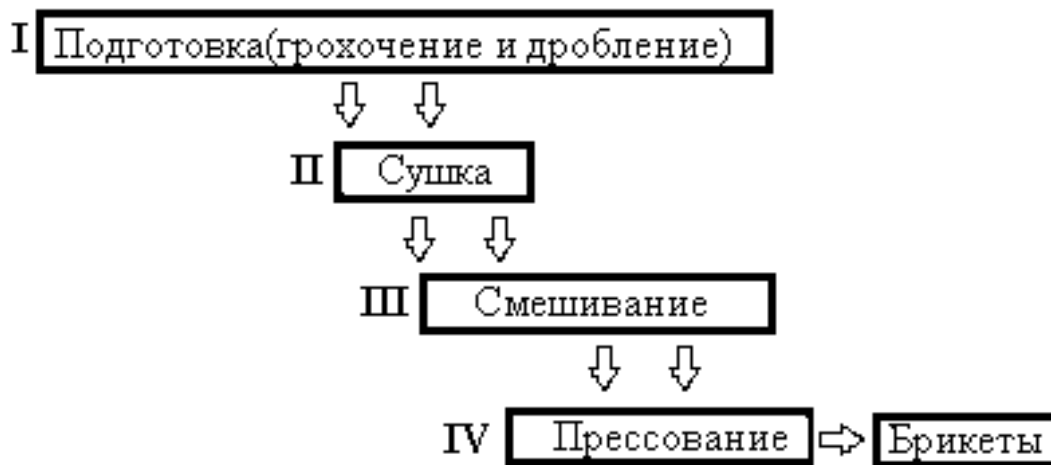 I Подготовка(грохочение и дробление)
II Сушка
III Смешивание
IV Прессование Брикеты